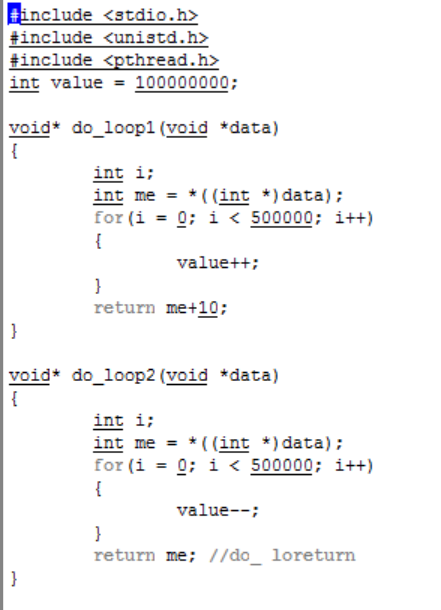 #include <stdio.h>
#include <unistd.h>
#include <pthread.h>
int value = 100000000;
void* do_loop1(void *data)
{
int i;
int me = *((int *)data);
for(i = 0; i < 500000; i++)
{
value++;
}
return me+10;
}
void* do_loop2(void *data)
{
int i;
int me = *((int *)data);
for(i = 0; i < 500000; i++)
{
value--;
}
return me; //do_ loreturn
}